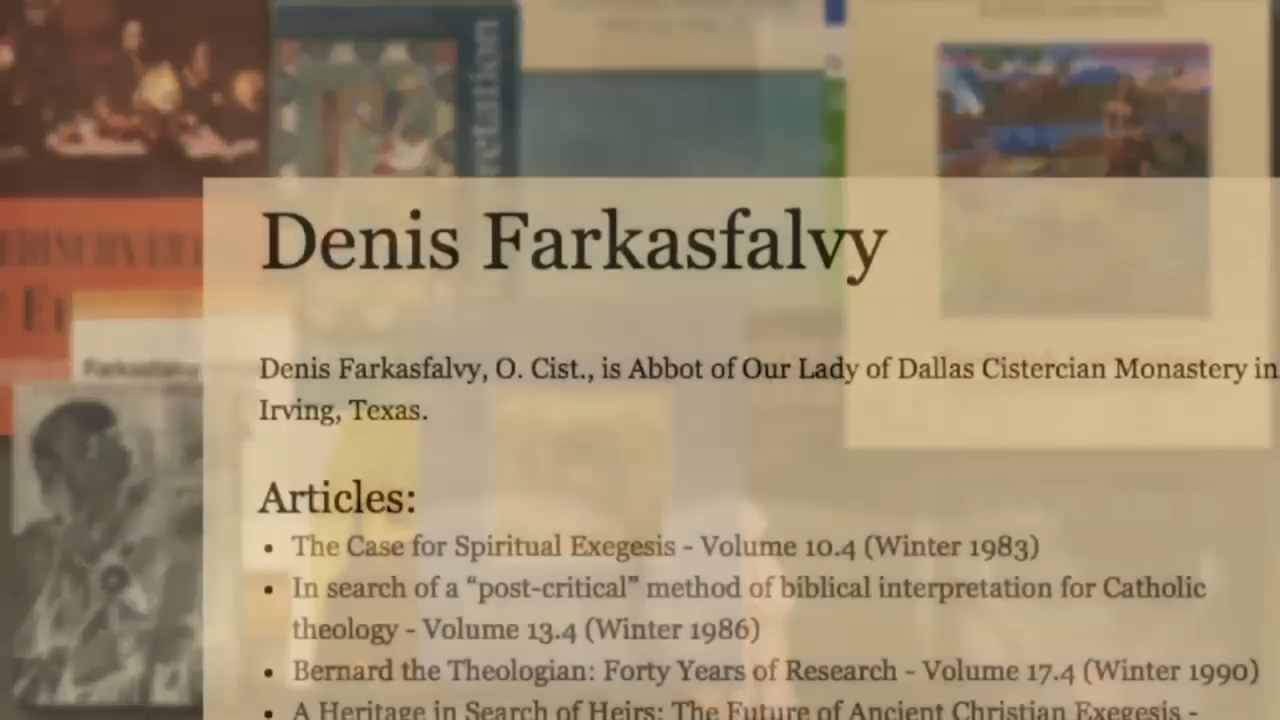 retation
Denis Farkasfalvy
Denis Farkasfalvy, O. Cist., is Abbot of Our Lady of Dallas Cistercian Monastery in
Irving, Texas.
Articles:
• The Case for Spiritual Exegesis - Volume 10.4 (Winter 1983)
• In search of a “post-critical” method of biblical interpretation for Catholic
theology - Volume 13.4 (Winter 1986)
• Bernard the Theologian: Forty Years of Research - Volume 17.4 (Winter 1990)
• A Heritage in Search of Heirs: The Future of Ancient Christian Exegesis -